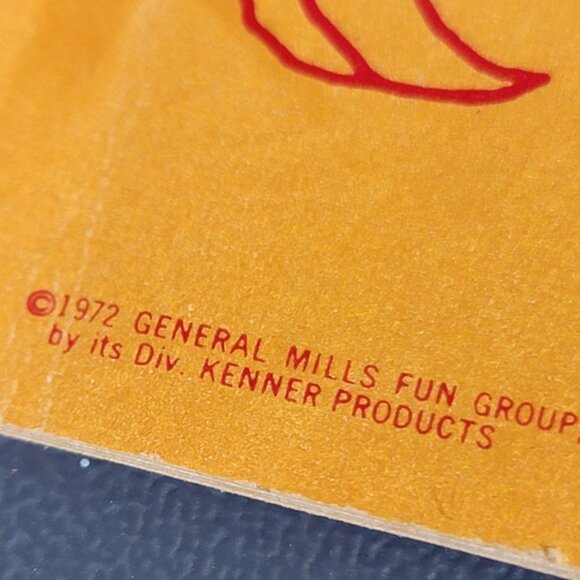 ©1972 GENERAL MILLS FUN GROUP,
by its Div. KENNER PRODUCTS